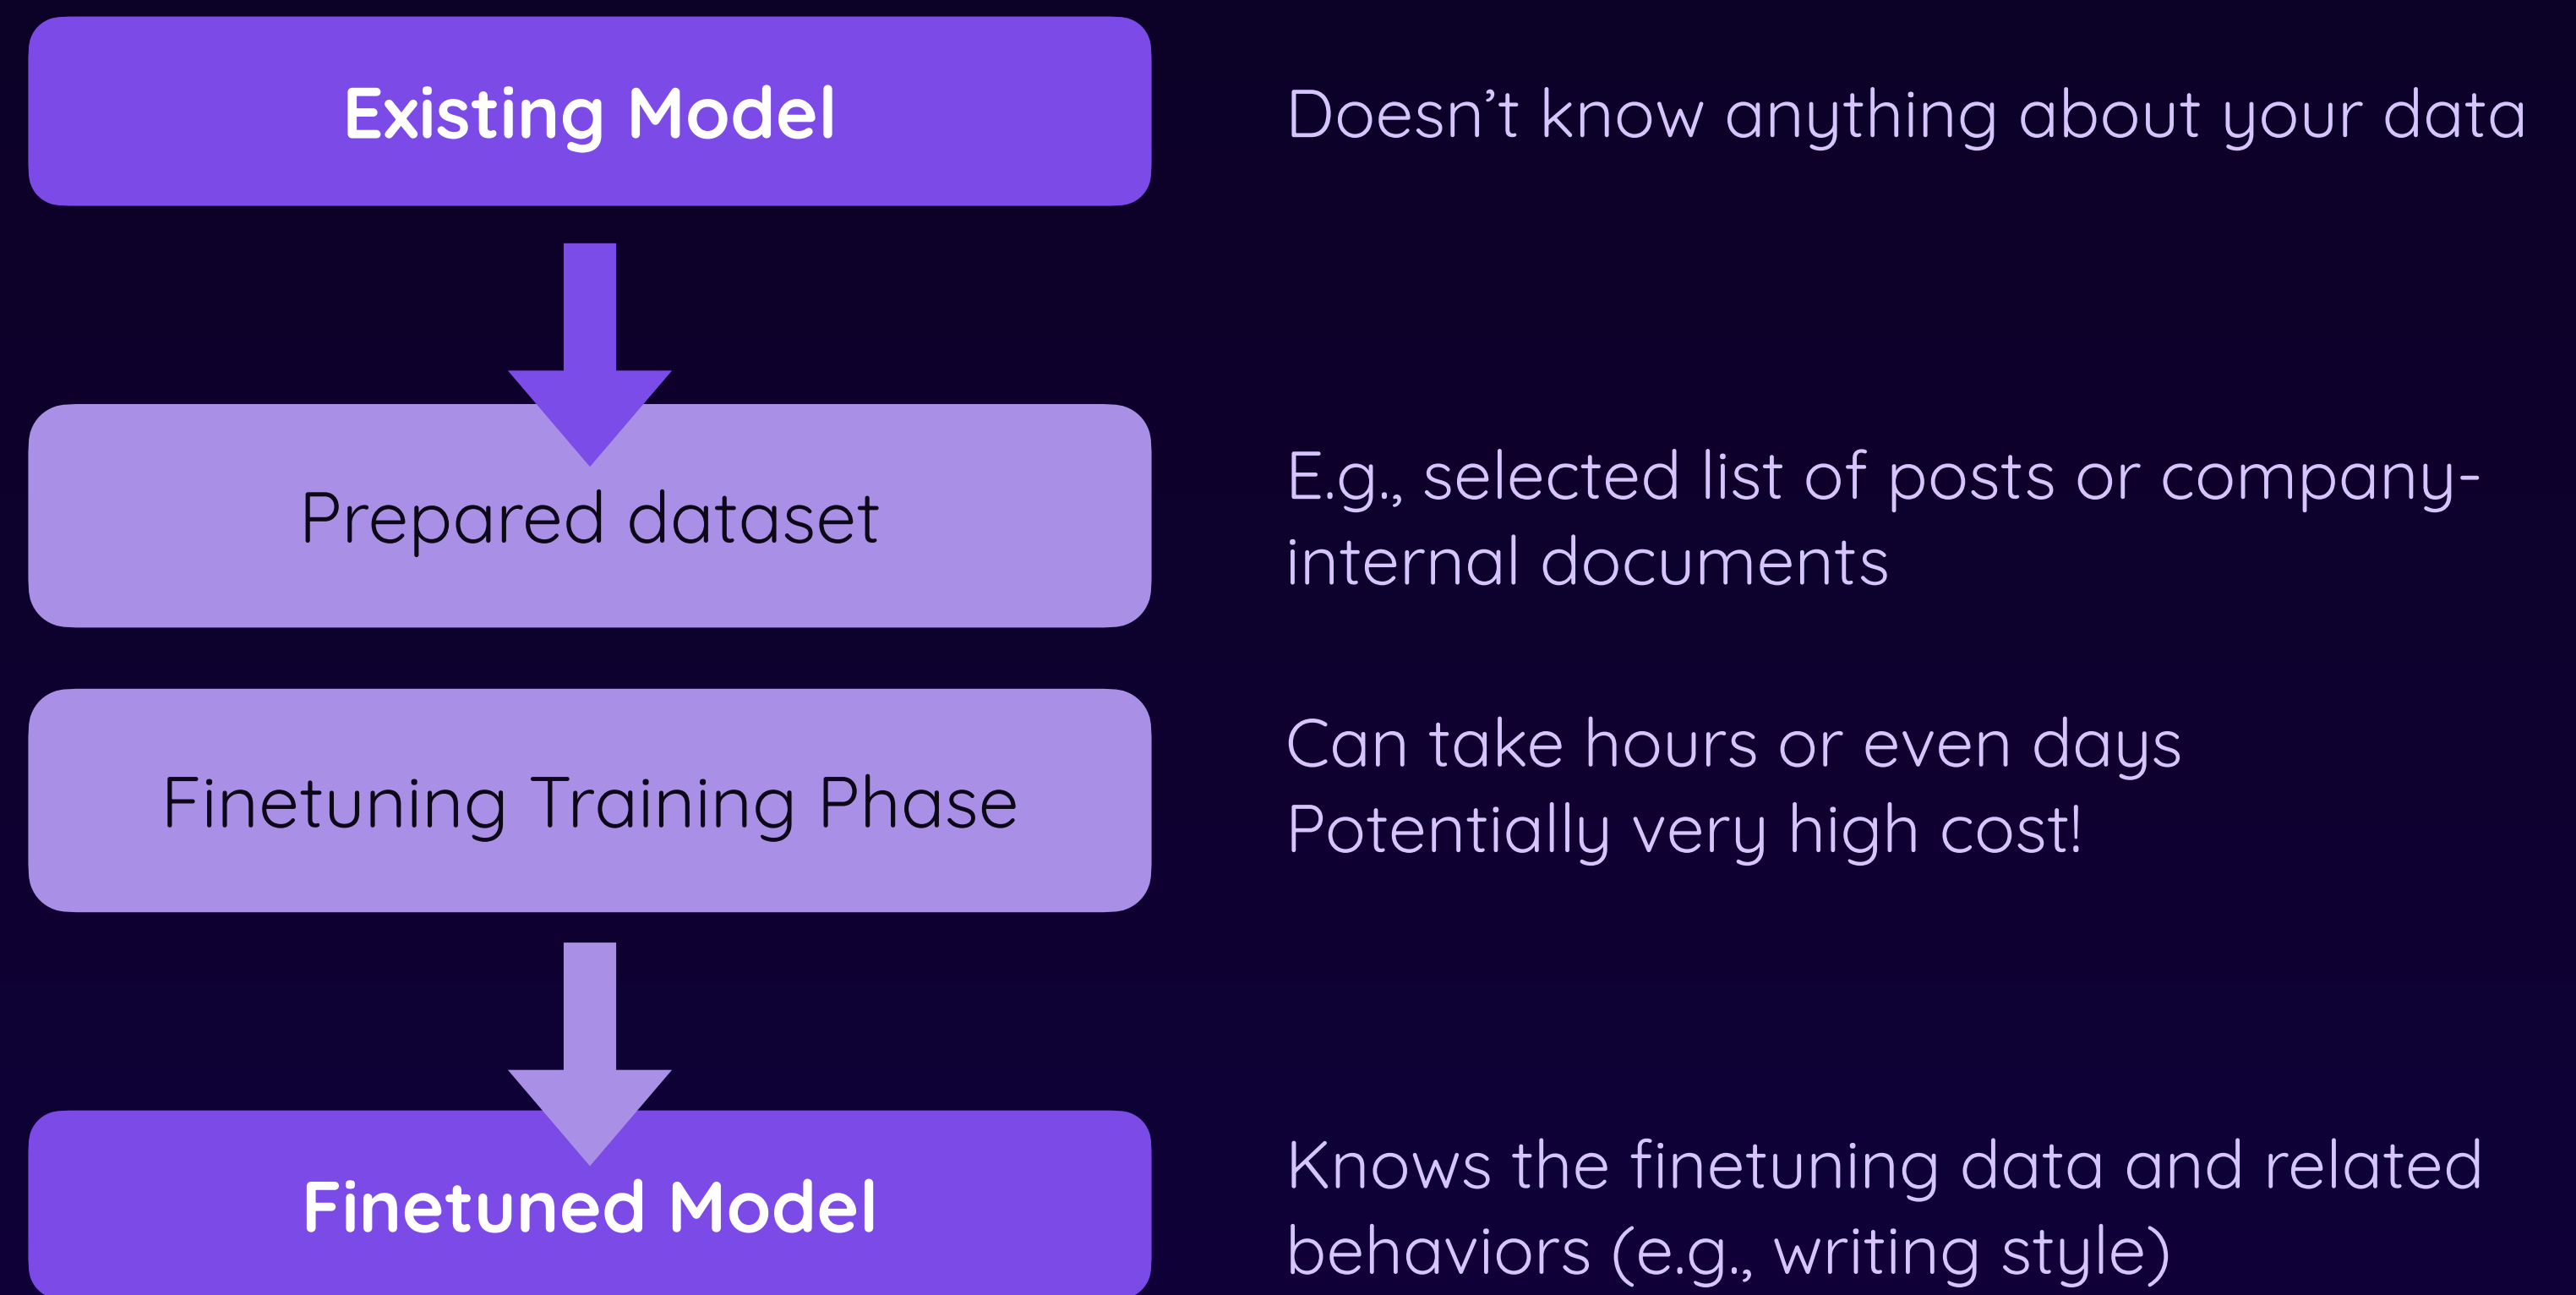 Existing Model
Doesn’t know anything about your data
Prepared dataset
E.g., selected list of posts or company-
internal documents
Finetuning Training Phase
Can take hours or even days
Potentially very high cost!
Finetuned Model
Knows the finetuning data and related
behaviors (e.g., writing style)